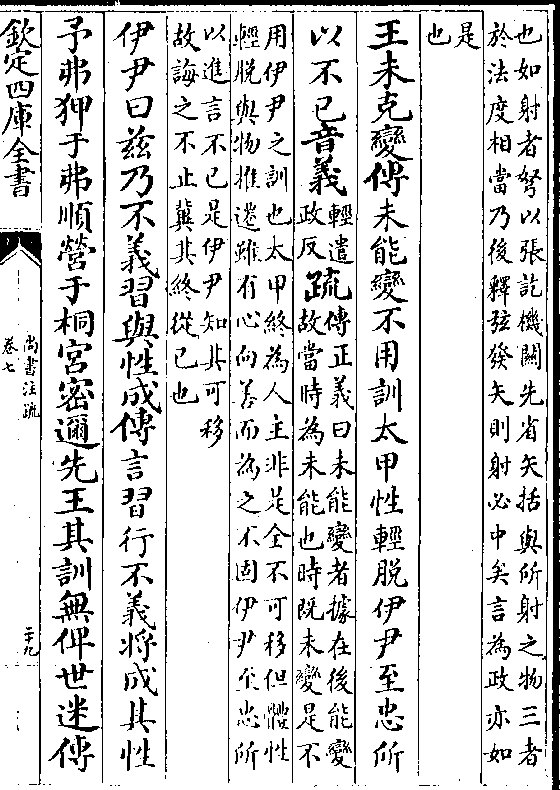 也如射者弩以張訖機關先省矢括與所射之物三者
於法度相當乃後釋弦發矢則射必中矣言為政亦如
是
也
王未克變傳未能變不用訓太甲性輕脫伊尹至忠所
以不已音義輕遣
政反疏傳正義曰未能變者據在後能變
故當時為未能也時既未變是不
用伊尹之訓也太甲終為人主非是全不可移但體性
輕脫與物推遷雖有心向善而為之不固伊尹至忠所
以進言不已是伊尹知其可移
故誨之不止冀其終從已也
伊尹曰兹乃不義習與性成傳言習行不義將成其性
予弗狎于弗順營于桐宮密邇先王其訓無俾世迷傳
欽定四庫全書
尚書注疏
卷七
二十九